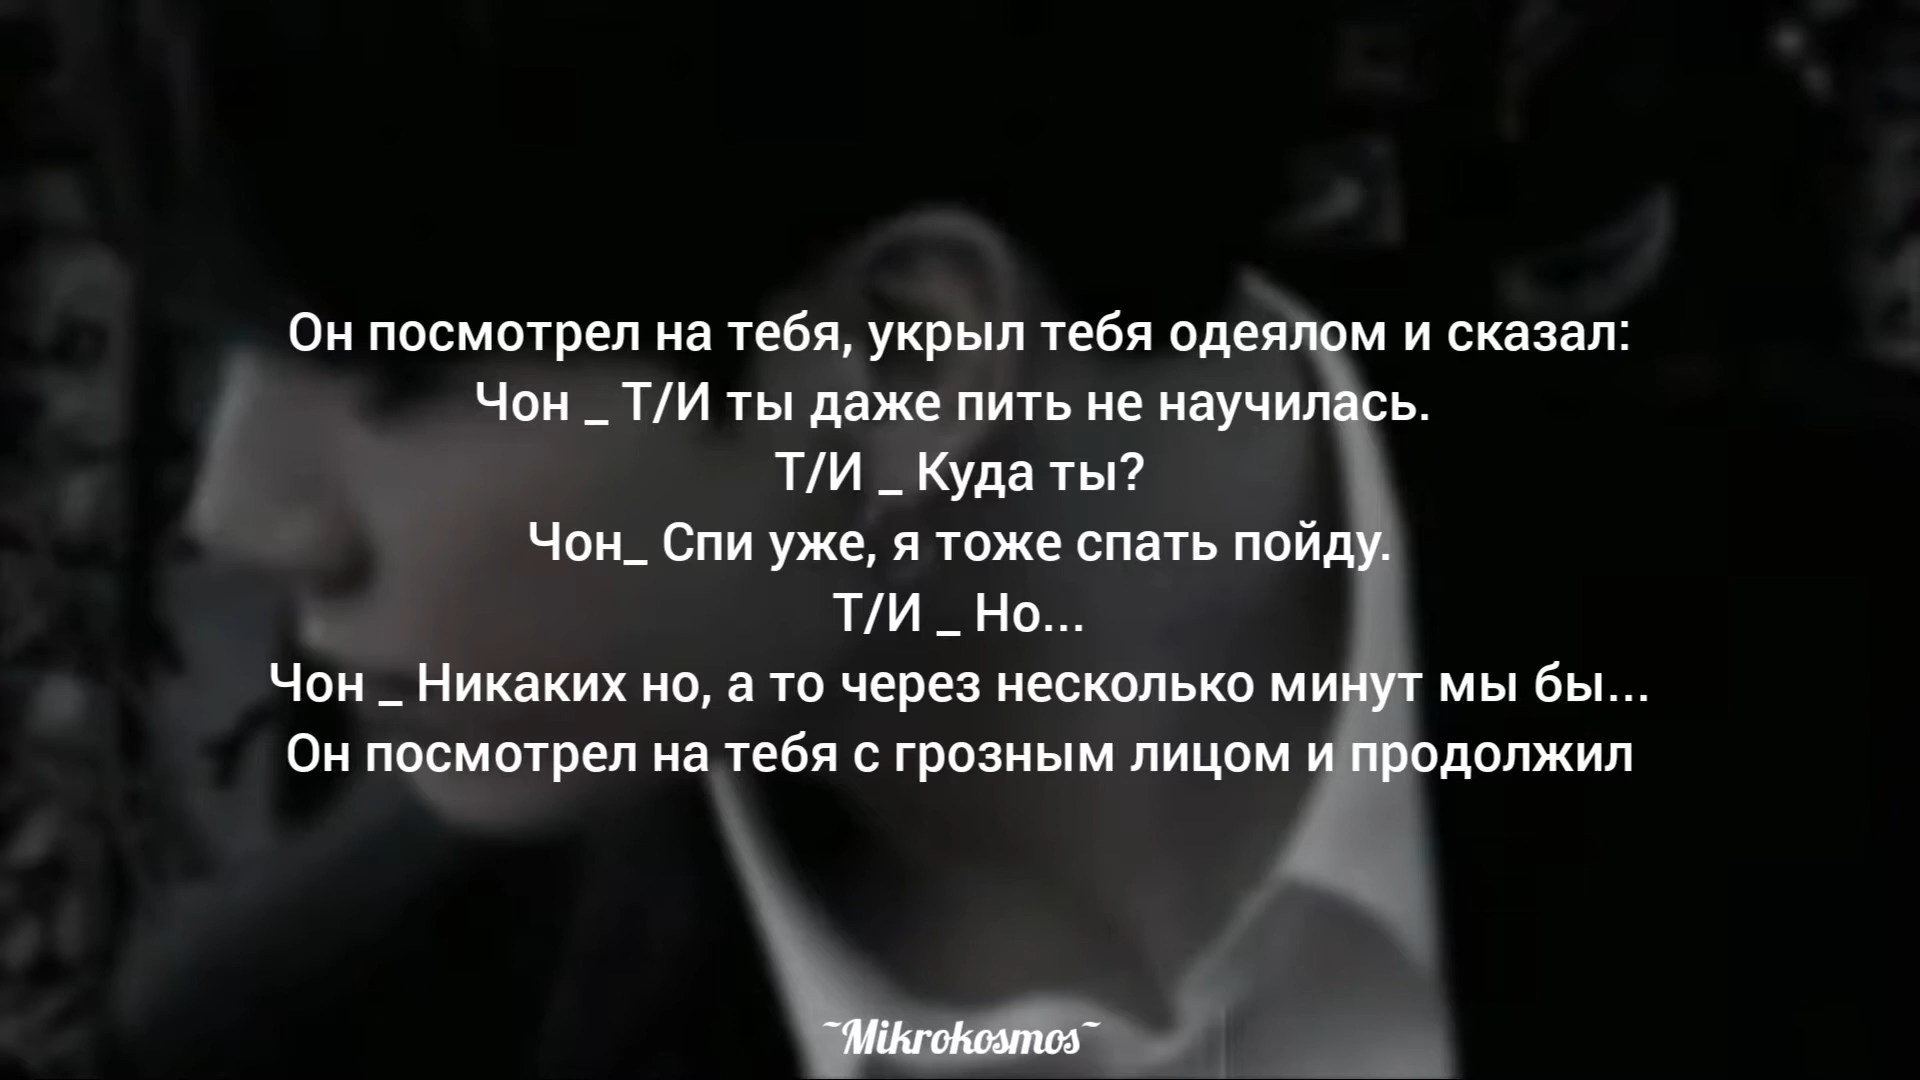 Он посмотрел на тебя, укрыл тебя одеялом и сказал:
Чон _ Т/И ты даже пить не научилась.
Т/И _ Куда ты?
Чон_ Спи уже, я тоже спать пойду.
Т/И _ Но...
Чон _ Никаких но, а то через несколько минут мы бы...
Он посмотрел на тебя с грозным лицом и продолжил
~Mikrokosmos~